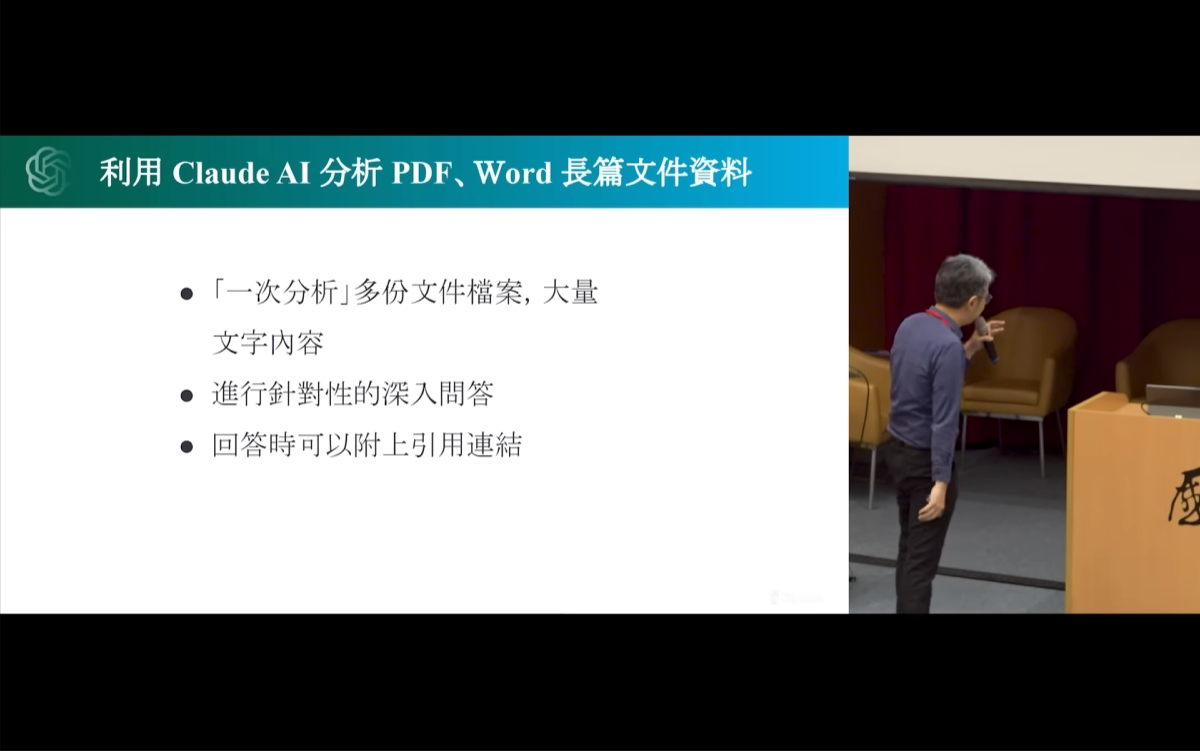 利用 Claude AI 分析 PDF、Word 長篇文件資料
● 「一次分析」多份文件檔案, 大量
文字內容
● 進行針對性的深入問答
● 回答時可以附上引用連結